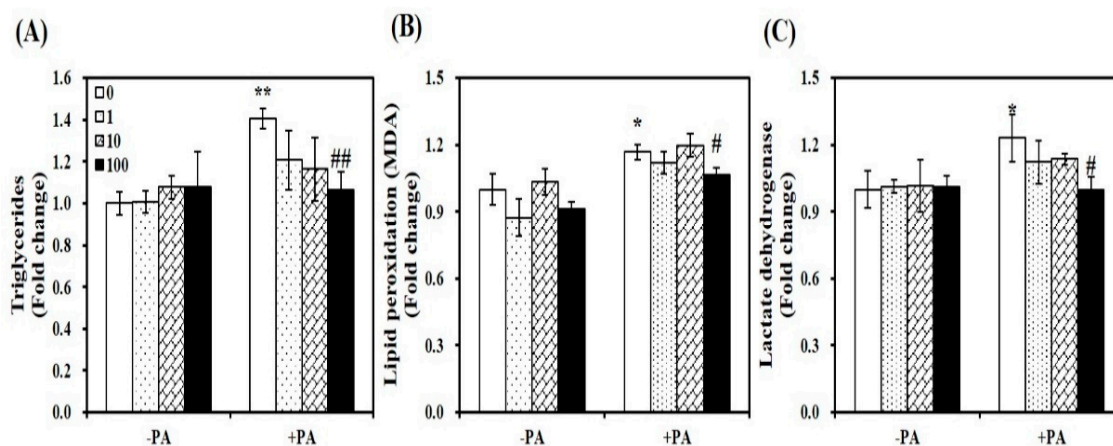 (A)
Triglycerides
(Fold change)
1.6
1.4
1.2
1.0
0.8
0.6
0.4
0.2
0.0
0
1
10
100
**
##
-PA
+PA
(B)
Lipid peroxidation (MDA)
(Fold change)
1.5
1.2
0.9
0.6
0.3
0.0
*
#
-PA
+PA
(C)
Lactate dehydrogenase
(Fold change)
1.5
1.2
0.9
0.6
0.3
0.0
*
#
-PA
+PA